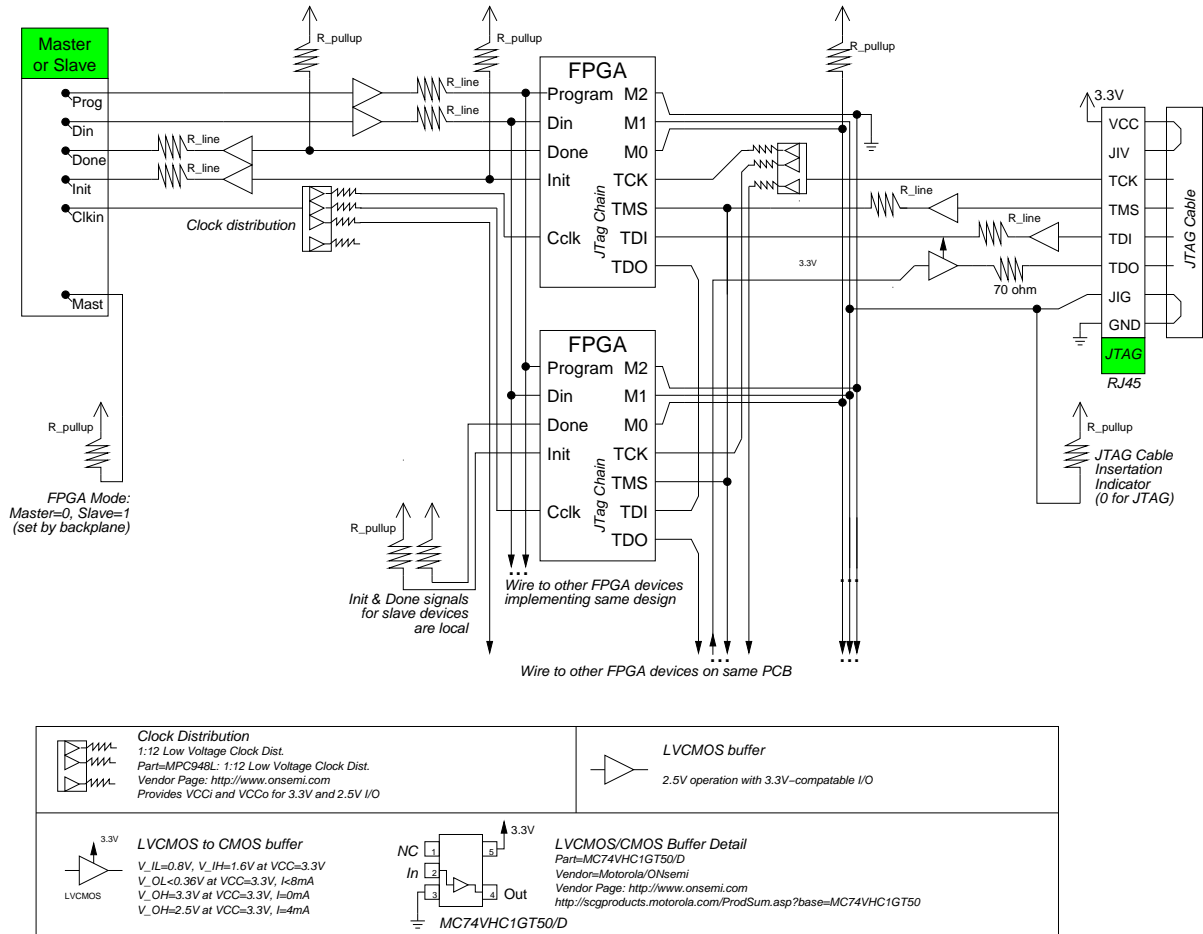 Master
or Slave
Prog
Din
Done
Init
Clkin
Mast
R_pullup
R_pullup
R_pullup
R_line
R_line
R_line
R_line
Clock distribution
FPGA
Program
Din
Done
Init
Cclk
M2
M1
M0
TCK
TMS
TDI
TDO
JTag Chain
FPGA
Program
Din
Done
Init
Cclk
M2
M1
M0
TCK
TMS
TDI
TDO
JTag Chain
3.3V
VCC
JIV
TCK
TMS
TDI
TDO
JIG
GND
JTAG
RJ45
JTAG Cable
R_line
R_line
3.3V
70 ohm
R_pullup
JTAG Cable
Insertation
Indicator
(0 for JTAG)
R_pullup
FPGA Mode:
Master=0, Slave=1
(set by backplane)
R_pullup
Init & Done signals
for slave devices
are local
...
Wire to other FPGA devices
implementing same design
...
...
...
Wire to other FPGA devices on same PCB
Clock Distribution
1:12 Low Voltage Clock Dist.
Part=MPC948L: 1:12 Low Voltage Clock Dist.
Vendor Page: http://www.onsemi.com
Provides VCCi and VCCo for 3.3V and 2.5V I/O
LVCMOS buffer
2.5V operation with 3.3V−compatable I/O
3.3V
LVCMOS
LVCMOS to CMOS buffer
V_IL=0.8V, V_IH=1.6V at VCC=3.3V
V_OL<0.36V at VCC=3.3V, I<8mA
V_OH=3.3V at VCC=3.3V, I=0mA
V_OH=2.5V at VCC=3.3V, I=4mA
NC 1
In 2
3
5 3.3V
4 Out
MC74VHC1GT50/D
LVCMOS/CMOS Buffer Detail
Part=MC74VHC1GT50/D
Vendor=Motorola/ONsemi
Vendor Page: http://www.onsemi.com
http://scgproducts.motorola.com/ProdSum.asp?base=MC74VHC1GT50